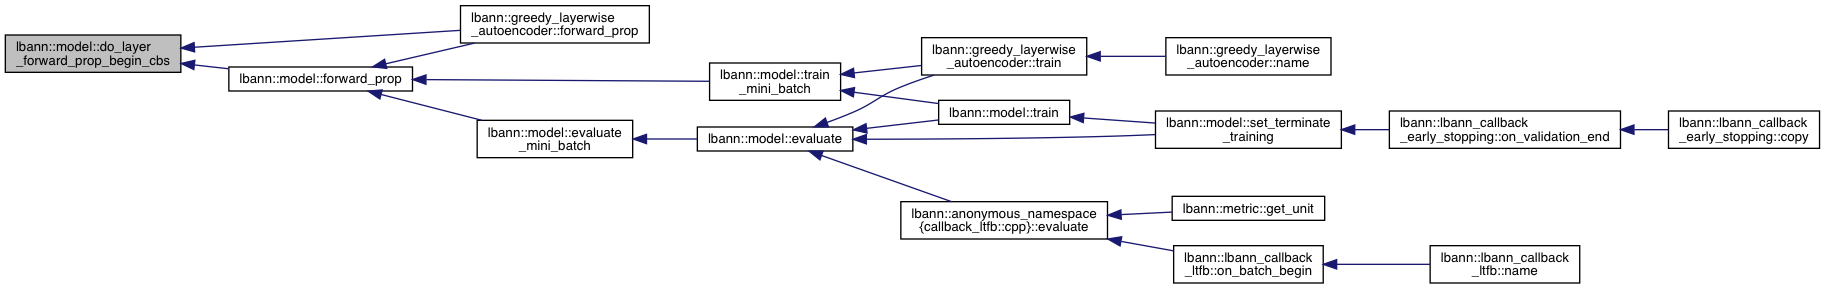 lbann::model::do_layer
_forward_prop_begin_cbs
lbann::greedy_layerwise
_autoencoder::forward_prop
lbann::model::forward_prop
lbann::model::train
_mini_batch
lbann::model::evaluate
_mini_batch
lbann::model::evaluate
lbann::greedy_layerwise
_autoencoder::train
lbann::greedy_layerwise
_autoencoder::name
lbann::model::train
lbann::model::set_terminate
_training
lbann::lbann_callback
_early_stopping::on_validation_end
lbann::lbann_callback
_early_stopping::copy
lbann::anonymous_namespace
{callback_ltfb::cpp}::evaluate
lbann::metric::get_unit
lbann::lbann_callback
_ltfb::on_batch_begin
lbann::lbann_callback
_ltfb::name